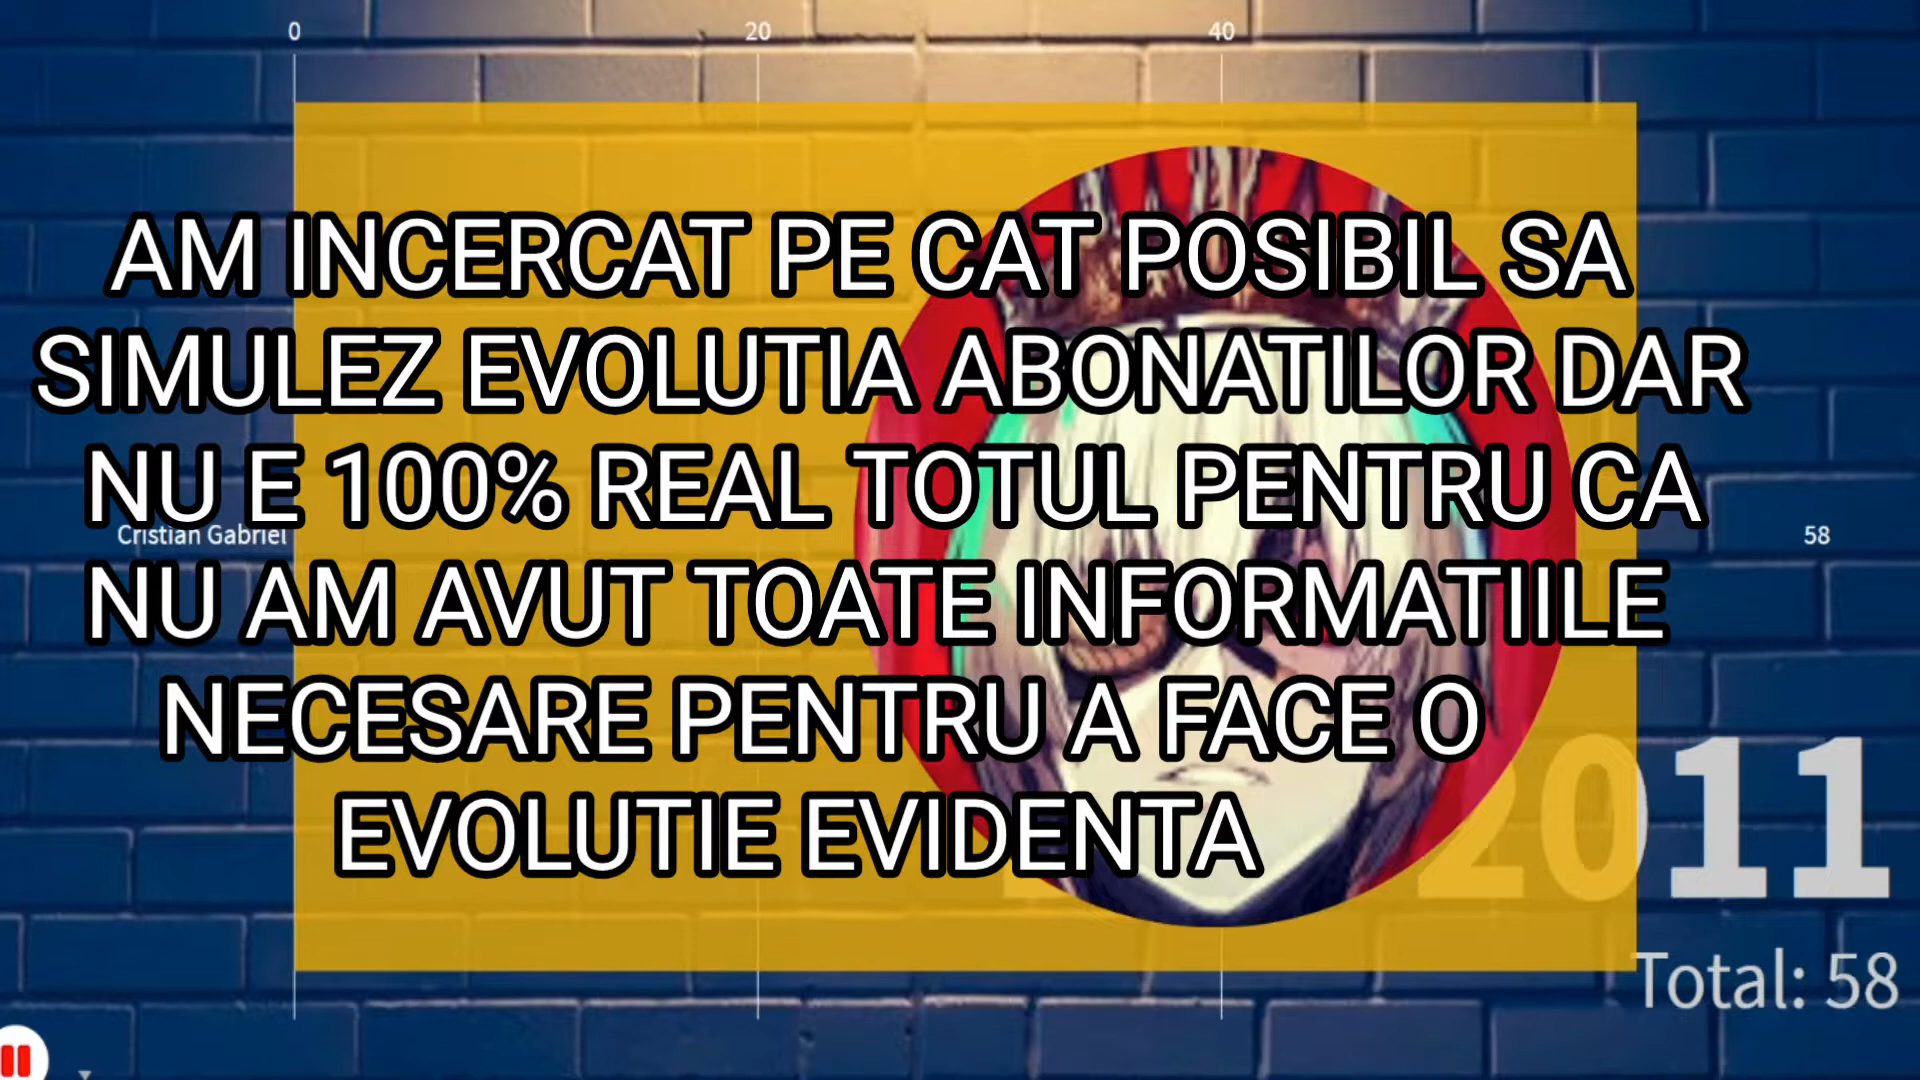 0 20 40
AM INCERCAT PE CAT POSIBIL SA
SIMULEZ EVOLUTIA ABONATILOR DAR
NU E 100% REAL TOTUL PENTRU CA
Cristian Gabriel 58
NU AM AVUT TOATE INFORMATIILE
NECESARE PENTRU A FACE O
EVOLUTIE EVIDENTA
2011
Total: 58